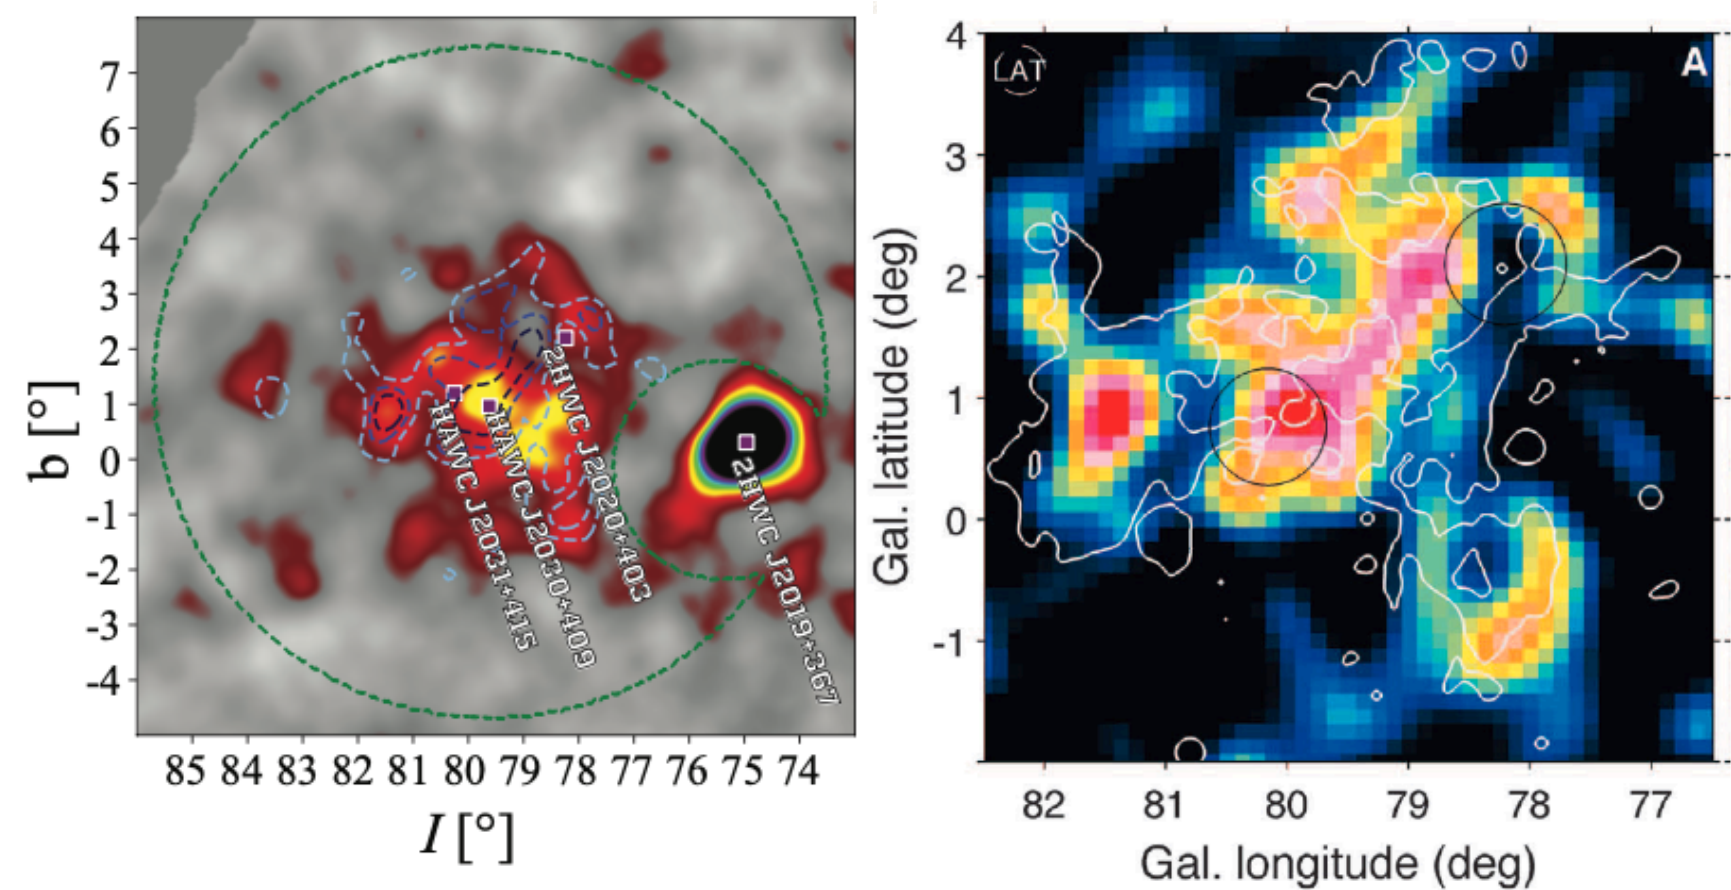 7
6
5
4
3
2
1
0
-1
-2
-3
-4
b [°]
85 84 83 82 81 80 79 78 77 76 75 74
l [°]
HAWC J2031+415
HAWC J2030+409
2HWC J2020+403
2HWC J2019+367
LAT
A
4
3
2
1
0
-1
Gal. latitude (deg)
82 81 80 79 78 77
Gal. longitude (deg)